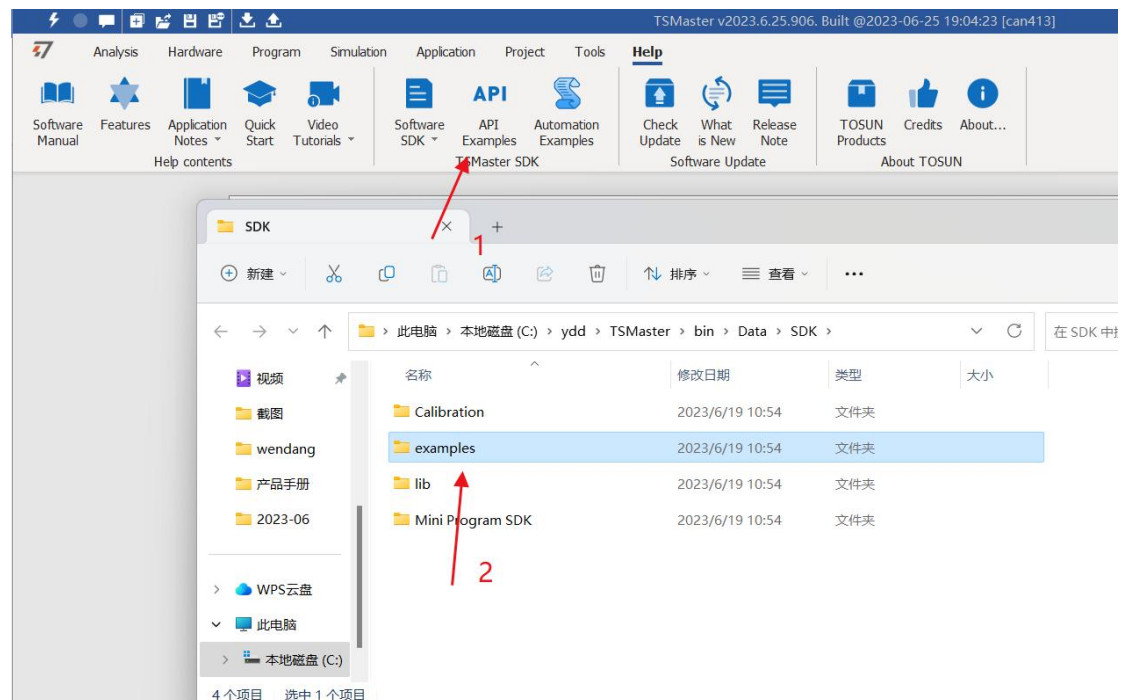 TSMaster v2023.6.25.906. Built @2023-06-25 19:04:23 [can413]
Analysis Hardware Program Simulation Application Project Tools Help
API
Software Manual Features Application Notes Quick Start Video Tutorials Software SDK API Examples Automation Examples Check Update What is New Release Note TOSUN Products Credits About...
Help contents TSMaster SDK Software Update About TOSUN
SDK
1
新建 排序 查看
此电脑 › 本地磁盘 (C:) › ydd › TSMaster › bin › Data › SDK ›
在 SDK 中
名称 修改日期 类型 大小
视频
截图
wendang
产品手册
2023-06
WPS云盘
此电脑
本地磁盘 (C:)
Calibration 2023/6/19 10:54 文件夹
examples 2023/6/19 10:54 文件夹
lib 2023/6/19 10:54 文件夹
Mini Program SDK 2023/6/19 10:54 文件夹
2
4 个项目 选中 1 个项目